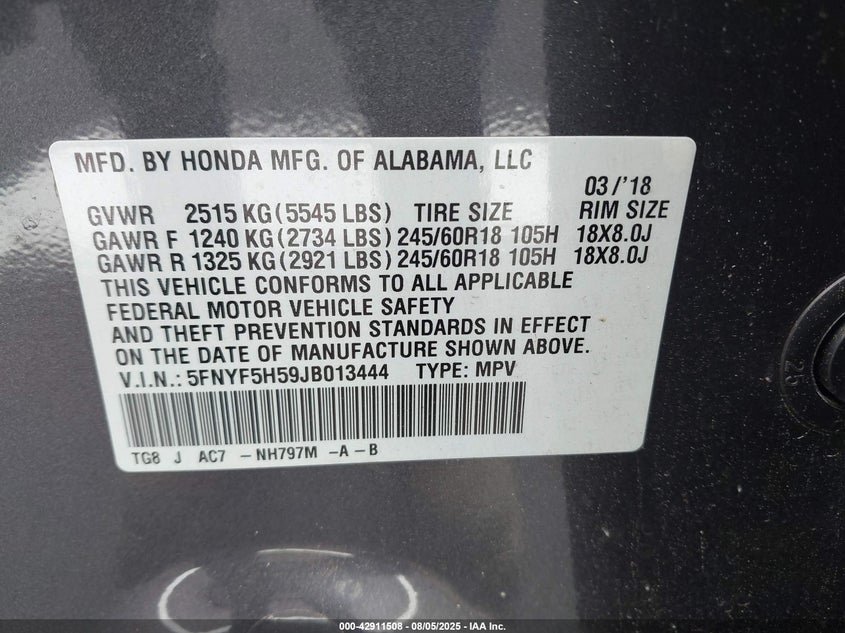 MFD. BY HONDA MFG. OF ALABAMA, LLC
03/'18
GVWR 2515 KG (5545 LBS) TIRE SIZE RIM SIZE
GAWR F 1240 KG (2734 LBS) 245/60R18 105H 18X8.0J
GAWR R 1325 KG (2921 LBS) 245/60R18 105H 18X8.0J
THIS VEHICLE CONFORMS TO ALL APPLICABLE
FEDERAL MOTOR VEHICLE SAFETY
AND THEFT PREVENTION STANDARDS IN EFFECT
ON THE DATE OF MANUFACTURE SHOWN ABOVE.
V.I.N.: 5FNYF5H59JB013444 TYPE: MPV
TG8 J AC7 -NH797M -A-B
25
000-42911508 - 08/05/2025 - IAA Inc.